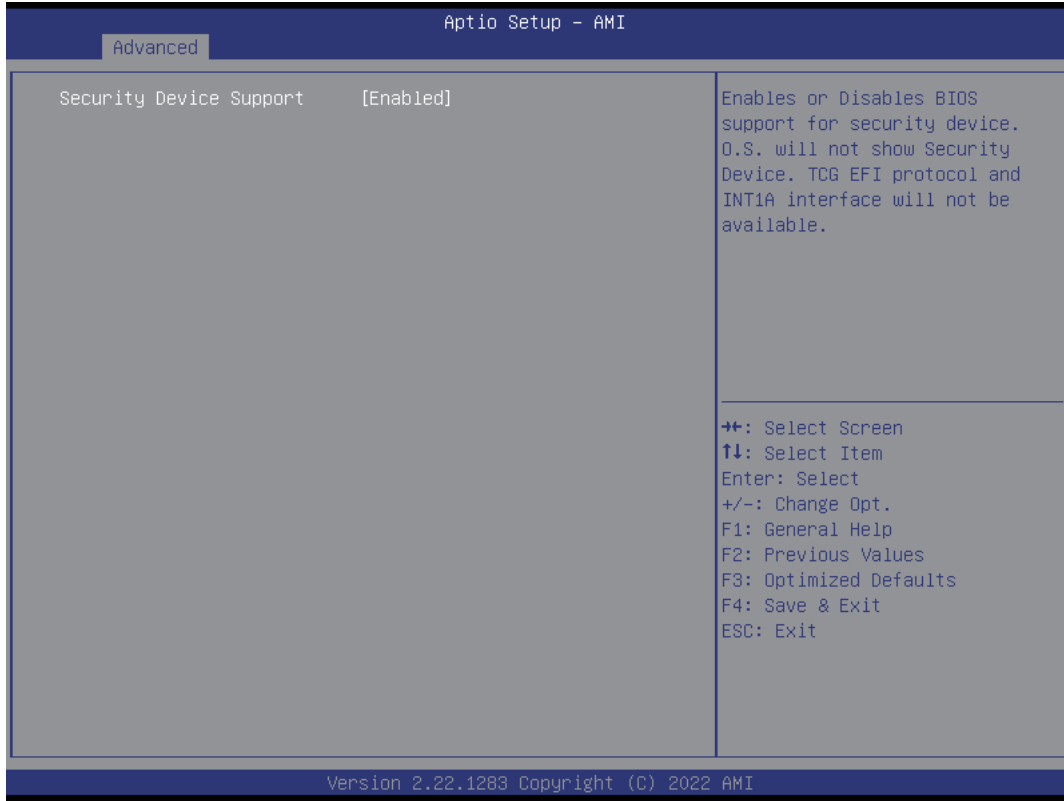 Aptio Setup - AMI
Advanced
Security Device Support [Enabled]
Enables or Disables BIOS
support for security device.
O.S. will not show Security
Device. TCG EFI protocol and
INT1A interface will not be
available.
→←: Select Screen
↑↓: Select Item
Enter: Select
+/-: Change Opt.
F1: General Help
F2: Previous Values
F3: Optimized Defaults
F4: Save & Exit
ESC: Exit
Version 2.22.1283 Copyright (C) 2022 AMI